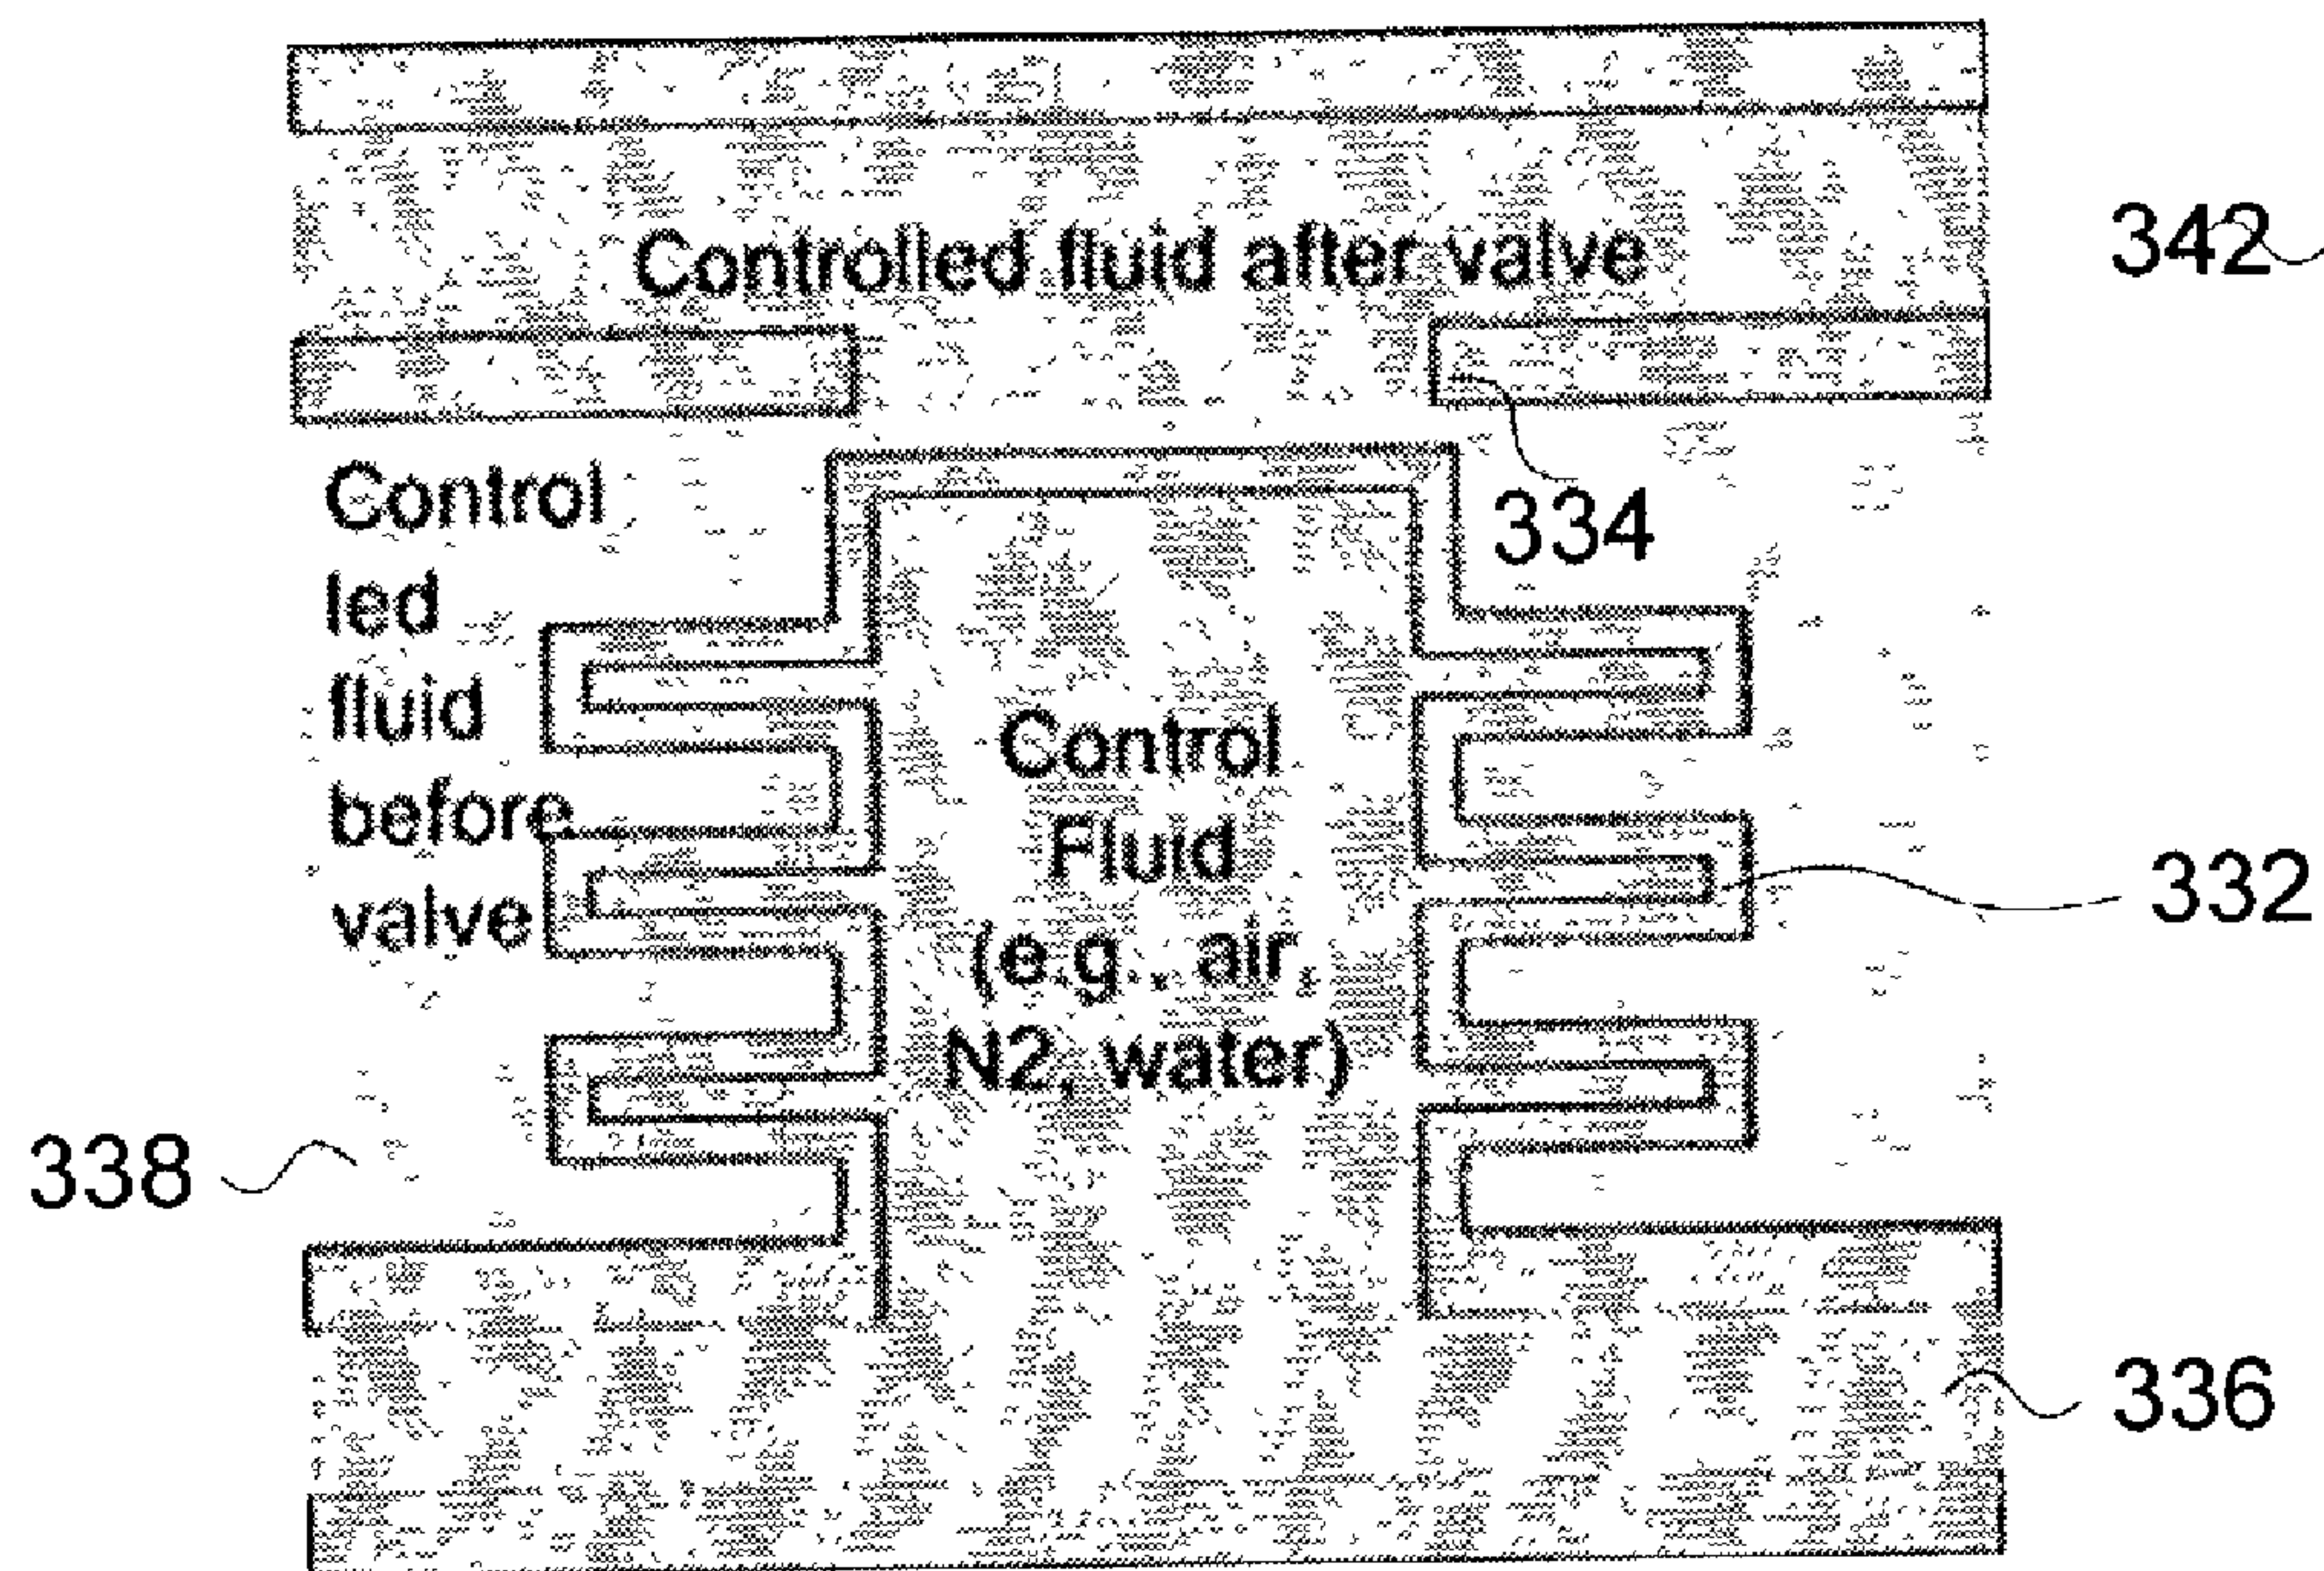 Controlled fluid after valve
342
334
Control
led
fluid
before
valve
Control
Fluid
(e.g., air,
N2, water)
332
338
336